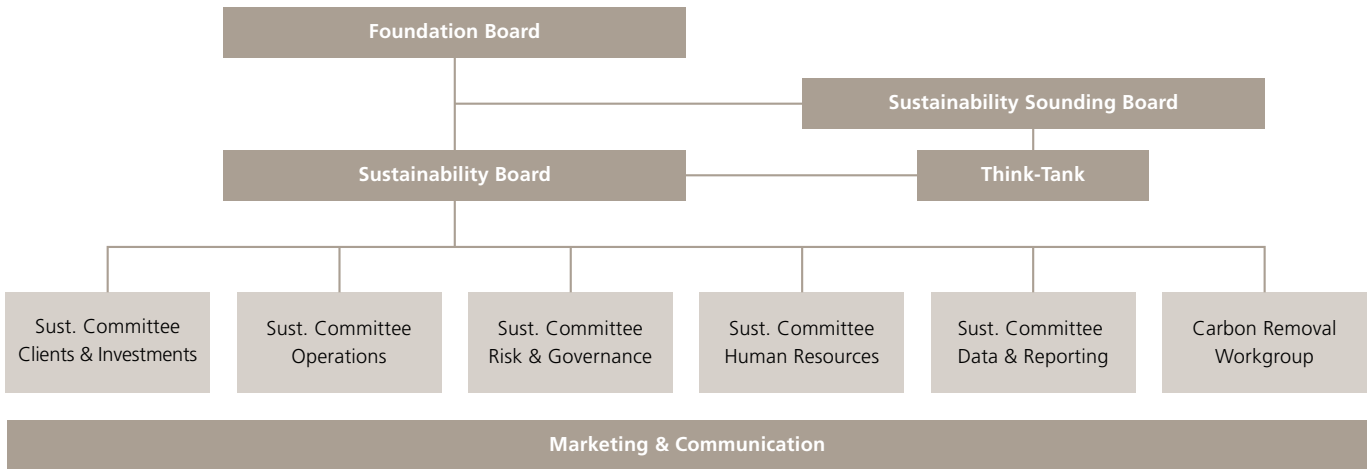 Foundation Board
Sustainability Sounding Board
Sustainability Board
Think-Tank
Sust. Committee
Clients & Investments
Sust. Committee
Operations
Sust. Committee
Risk & Governance
Sust. Committee
Human Resources
Sust. Committee
Data & Reporting
Carbon Removal
Workgroup
Marketing & Communication